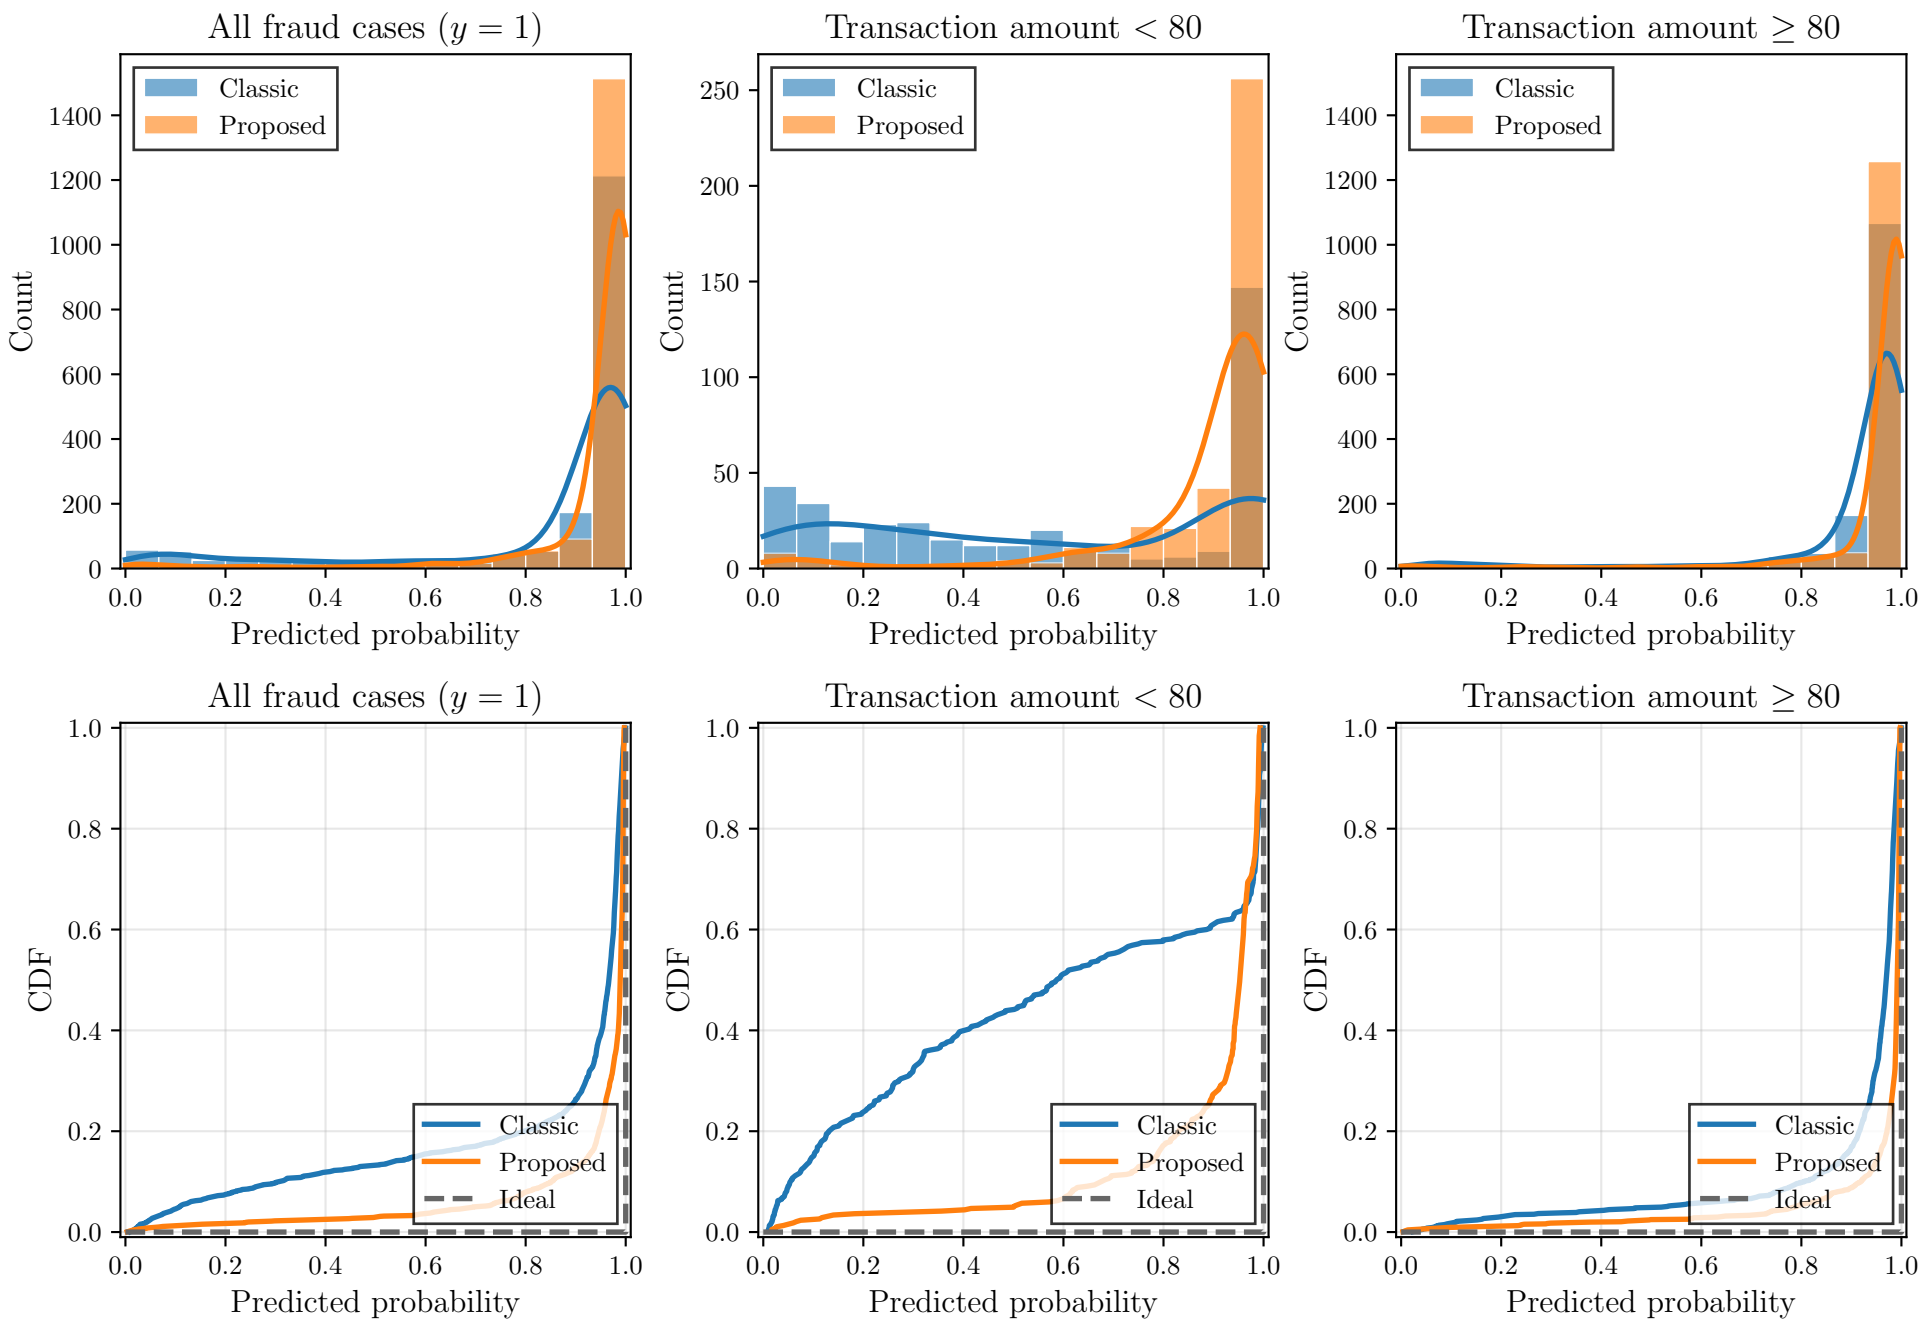 All fraud cases (y = 1)
Classic
Proposed
1400
1200
1000
800
600
400
200
0
Count
0.0 0.2 0.4 0.6 0.8 1.0
Predicted probability
Transaction amount < 80
Classic
Proposed
250
200
150
100
50
0
Count
0.0 0.2 0.4 0.6 0.8 1.0
Predicted probability
Transaction amount ≥ 80
Classic
Proposed
1400
1200
1000
800
600
400
200
0
Count
0.0 0.2 0.4 0.6 0.8 1.0
Predicted probability
All fraud cases (y = 1)
1.0
0.8
0.6
0.4
0.2
0.0
CDF
Classic
Proposed
Ideal
0.0 0.2 0.4 0.6 0.8 1.0
Predicted probability
Transaction amount < 80
1.0
0.8
0.6
0.4
0.2
0.0
CDF
Classic
Proposed
Ideal
0.0 0.2 0.4 0.6 0.8 1.0
Predicted probability
Transaction amount ≥ 80
1.0
0.8
0.6
0.4
0.2
0.0
CDF
Classic
Proposed
Ideal
0.0 0.2 0.4 0.6 0.8 1.0
Predicted probability